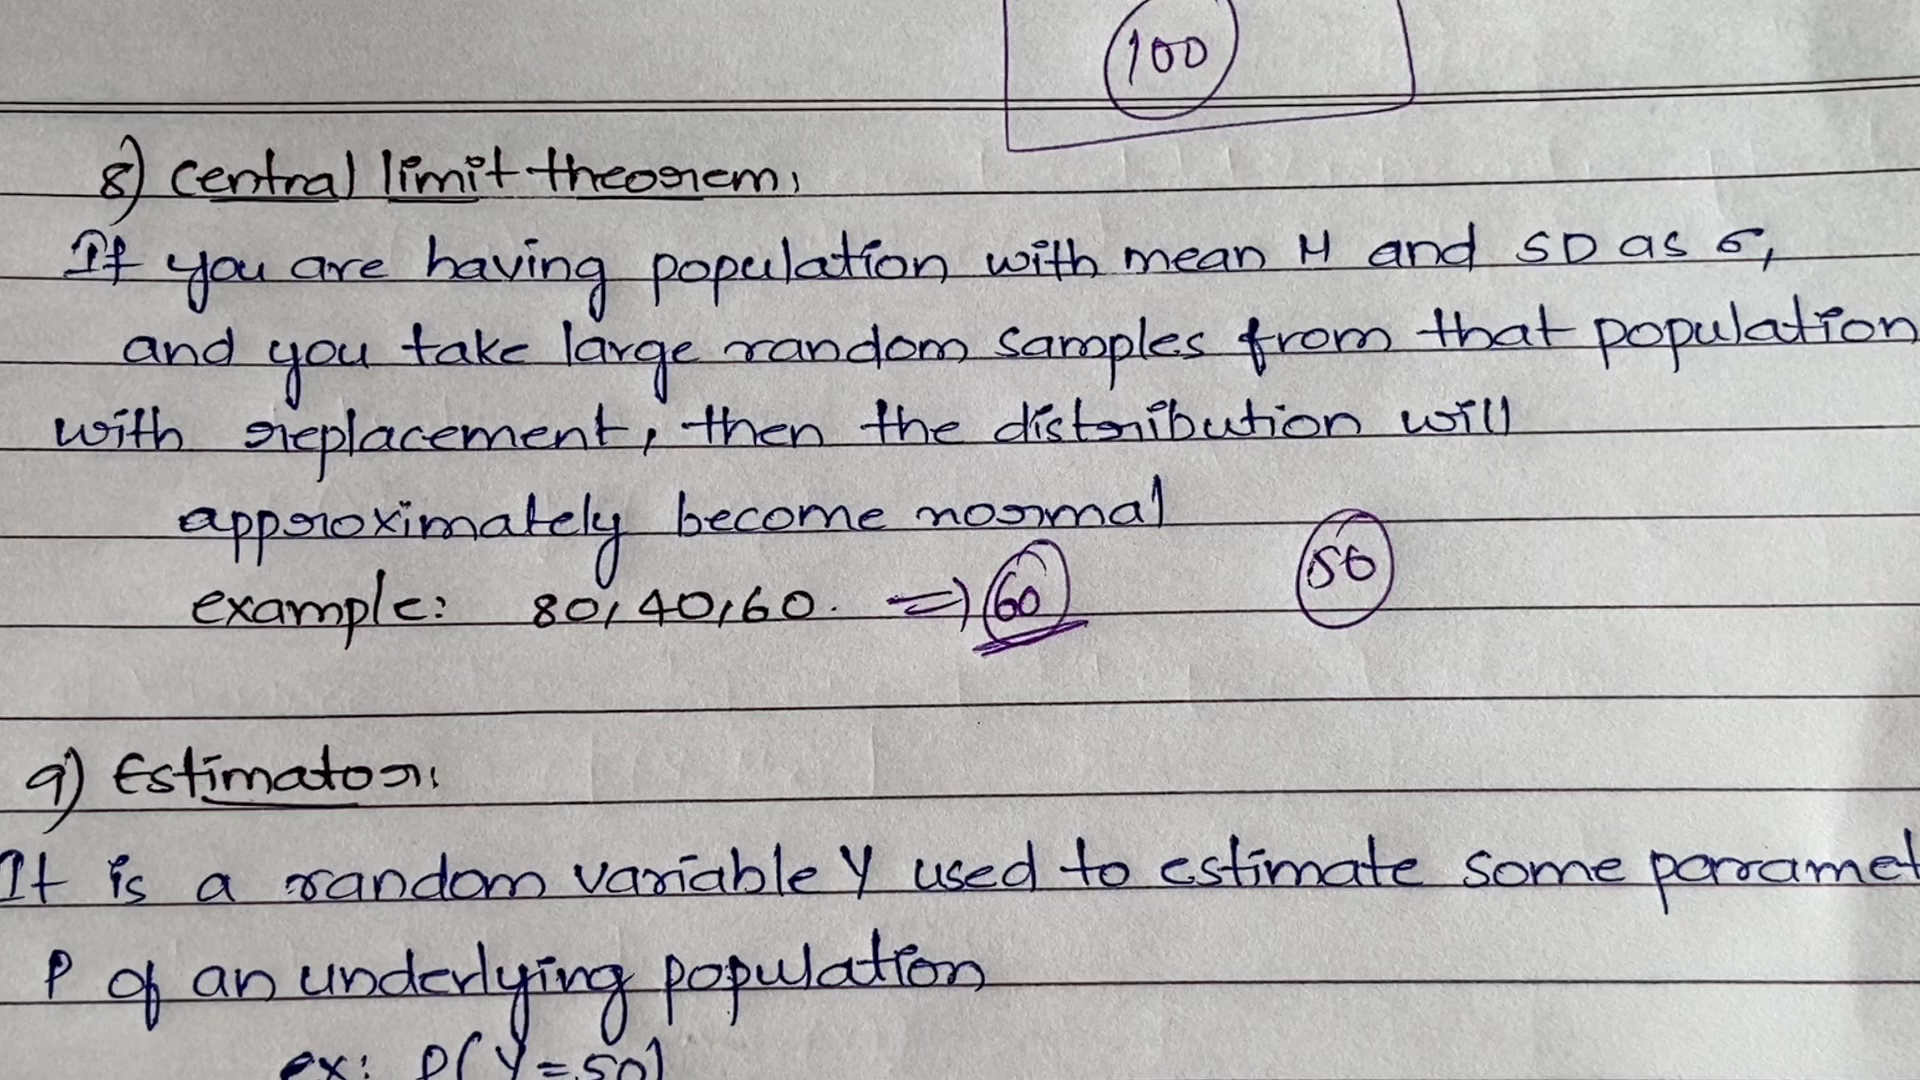 100
8) Central limit theorem:
If you are having population with mean μ and SD as σ,
and you take large random samples from that population
with replacement, then the distribution will
approximately become normal
50
example: 80, 40, 60. ⇒ 60
9) Estimator:
It is a random variable Y used to estimate some paramet
P of an underlying population
ex: P(Y=50)